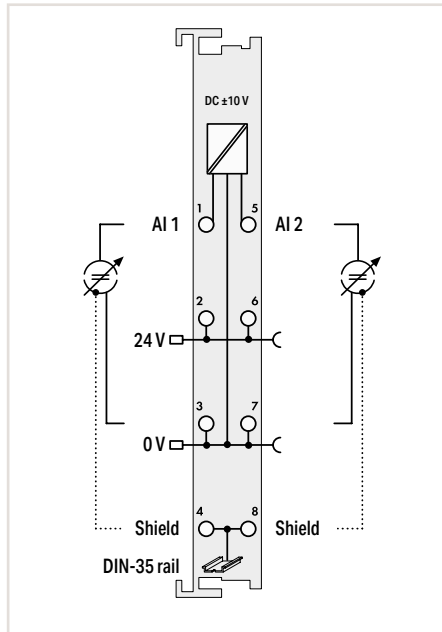 DC ±10 V
1 5
AI 1 AI 2
2 6
24 V
3 7
0 V
4 8
Shield Shield
DIN-35 rail